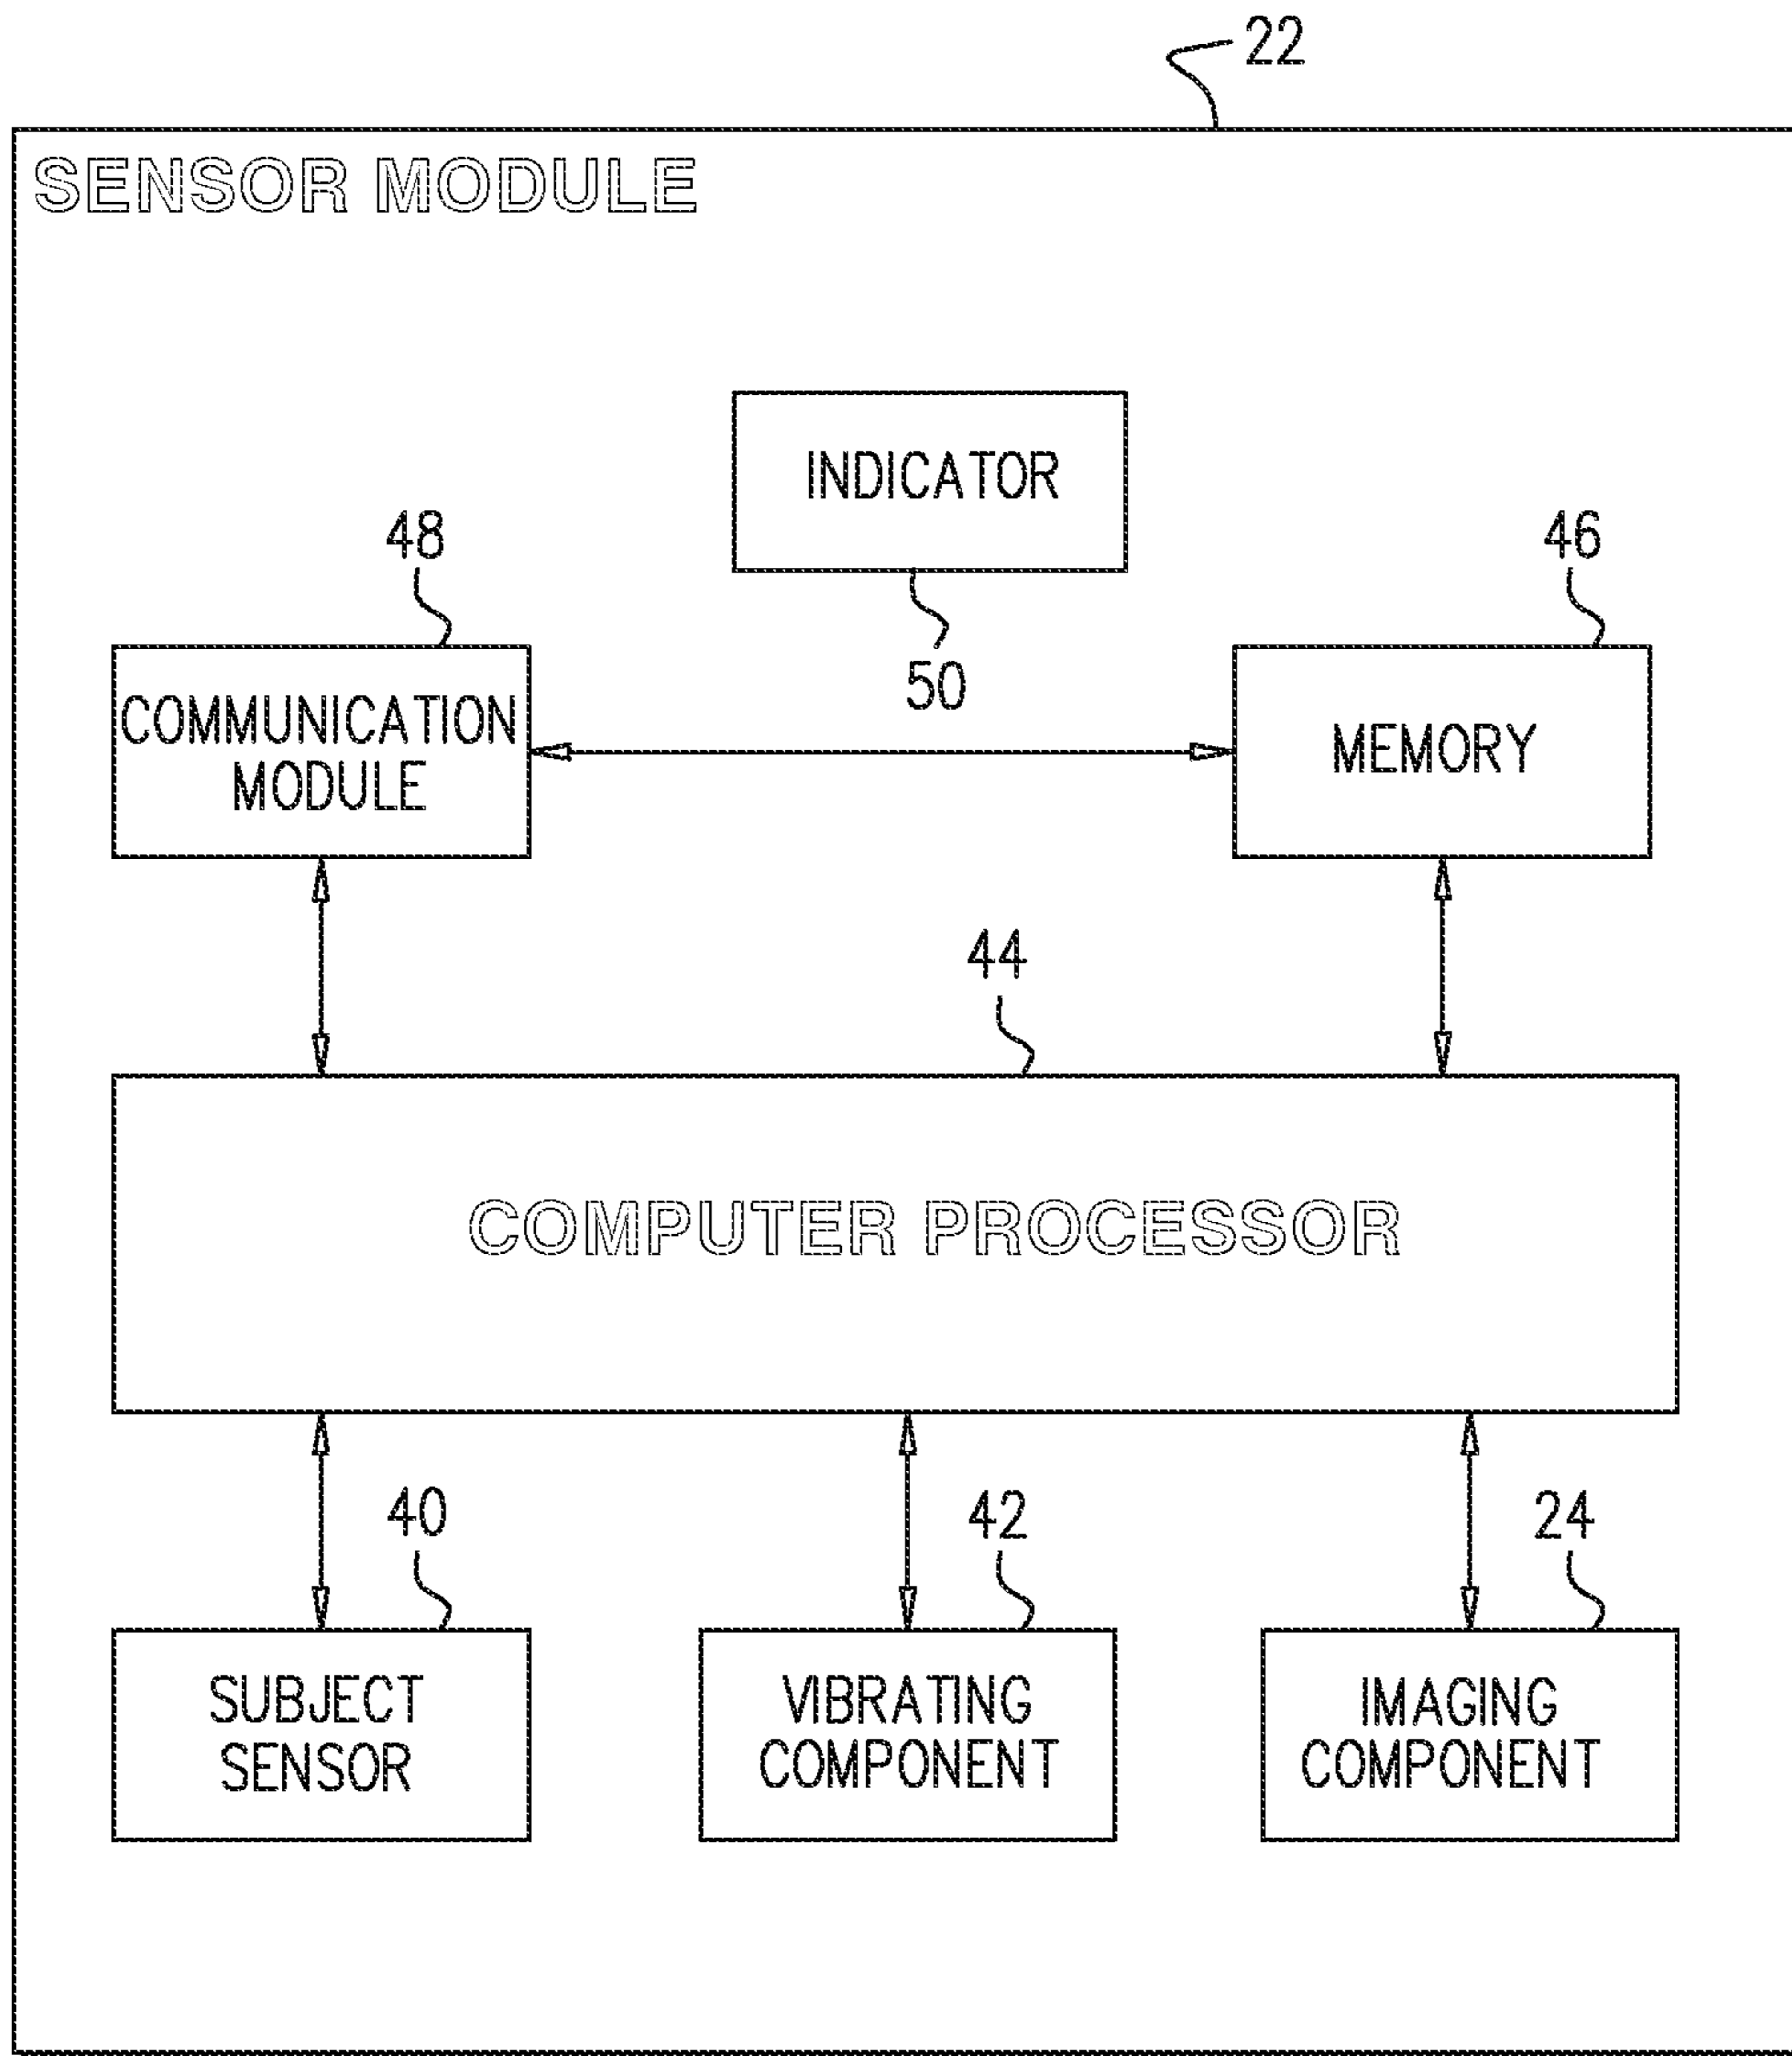 22
SENSOR MODULE
INDICATOR
48
46
50
COMMUNICATION
MODULE
MEMORY
44
COMPUTER PROCESSOR
40
42
24
SUBJECT
SENSOR
VIBRATING
COMPONENT
IMAGING
COMPONENT